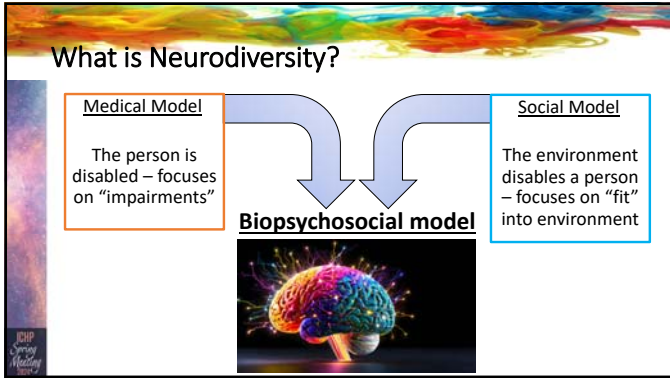 What is Neurodiversity?
Medical Model
The person is
disabled – focuses
on “impairments”
Social Model
The environment
disables a person
– focuses on “fit”
into environment
Biopsychosocial model
ICHP
Spring
Meeting